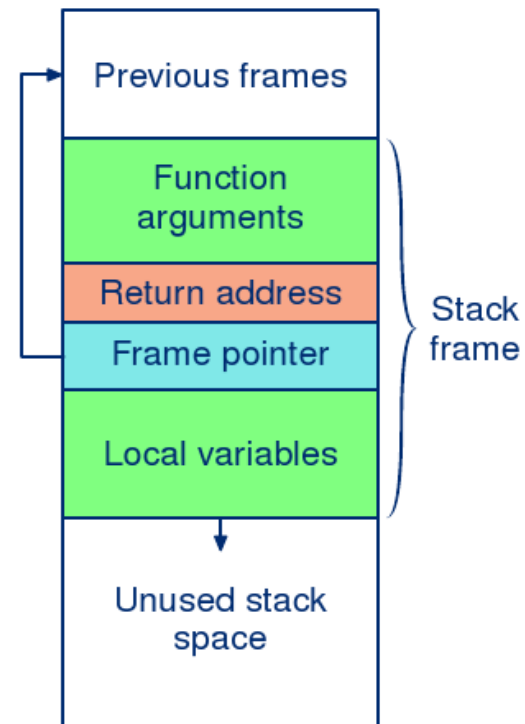 Previous frames
Function
arguments
Return address
Frame pointer
Local variables
Stack
frame
Unused stack
space